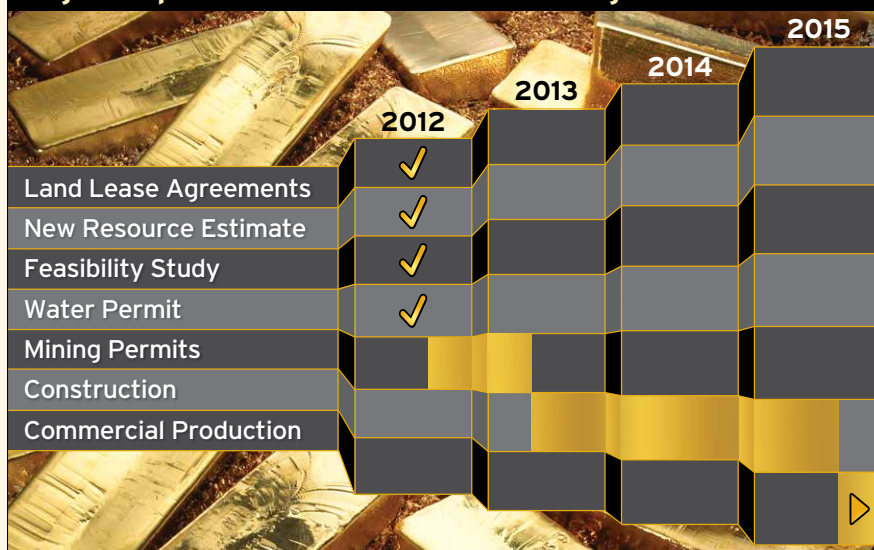 2015
2014
2013
2012
Land Lease Agreements
New Resource Estimate
Feasibility Study
Water Permit
Mining Permits
Construction
Commercial Production